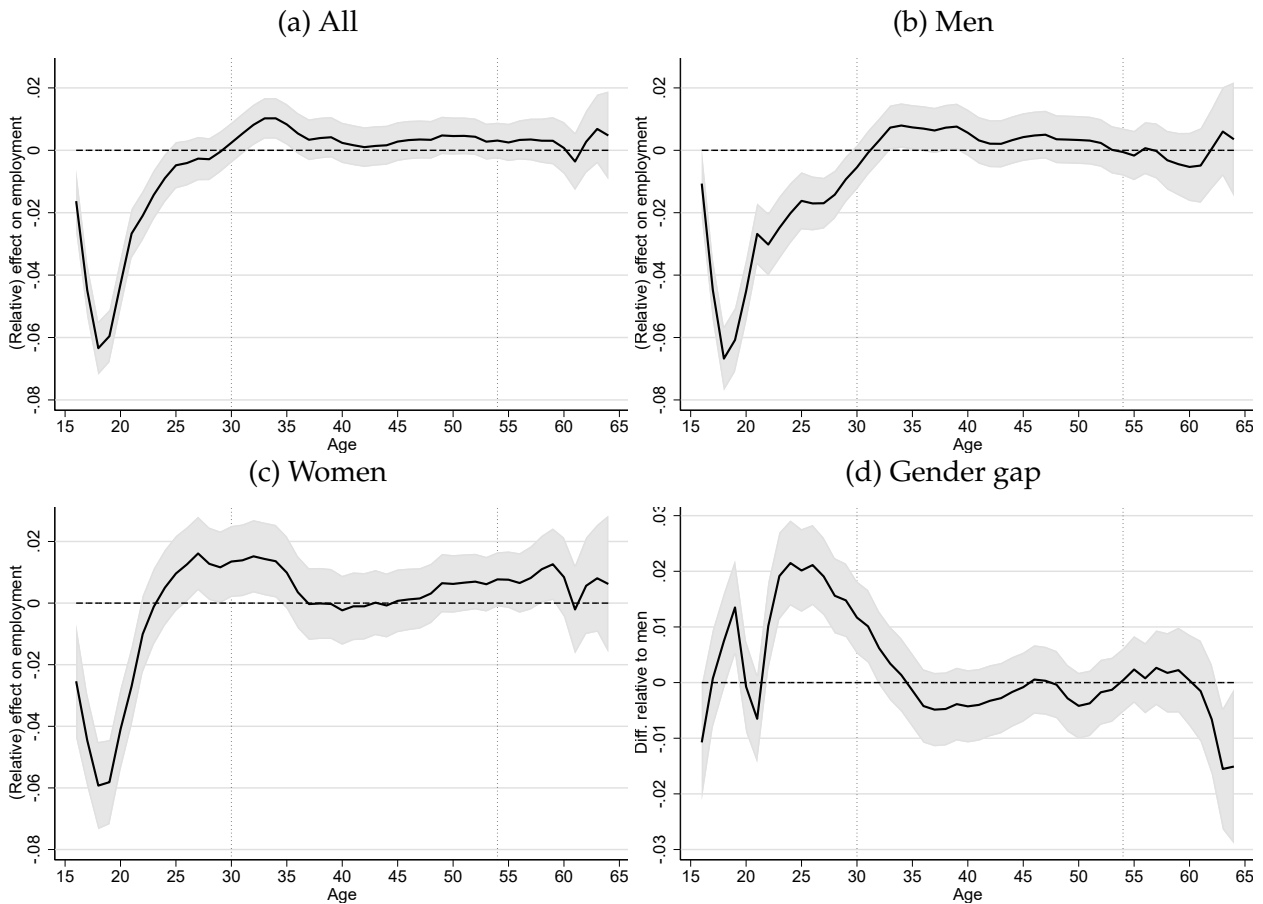 (a) All
(Relative) effect on employment
.02
0
-.02
-.04
-.06
-.08
15 20 25 30 35 40 45 50 55 60 65
Age
(b) Men
(Relative) effect on employment
.02
0
-.02
-.04
-.06
-.08
15 20 25 30 35 40 45 50 55 60 65
Age
(c) Women
(Relative) effect on employment
.02
0
-.02
-.04
-.06
-.08
15 20 25 30 35 40 45 50 55 60 65
Age
(d) Gender gap
Diff. relative to men
.03
.02
.01
0
-.01
-.02
-.03
15 20 25 30 35 40 45 50 55 60 65
Age